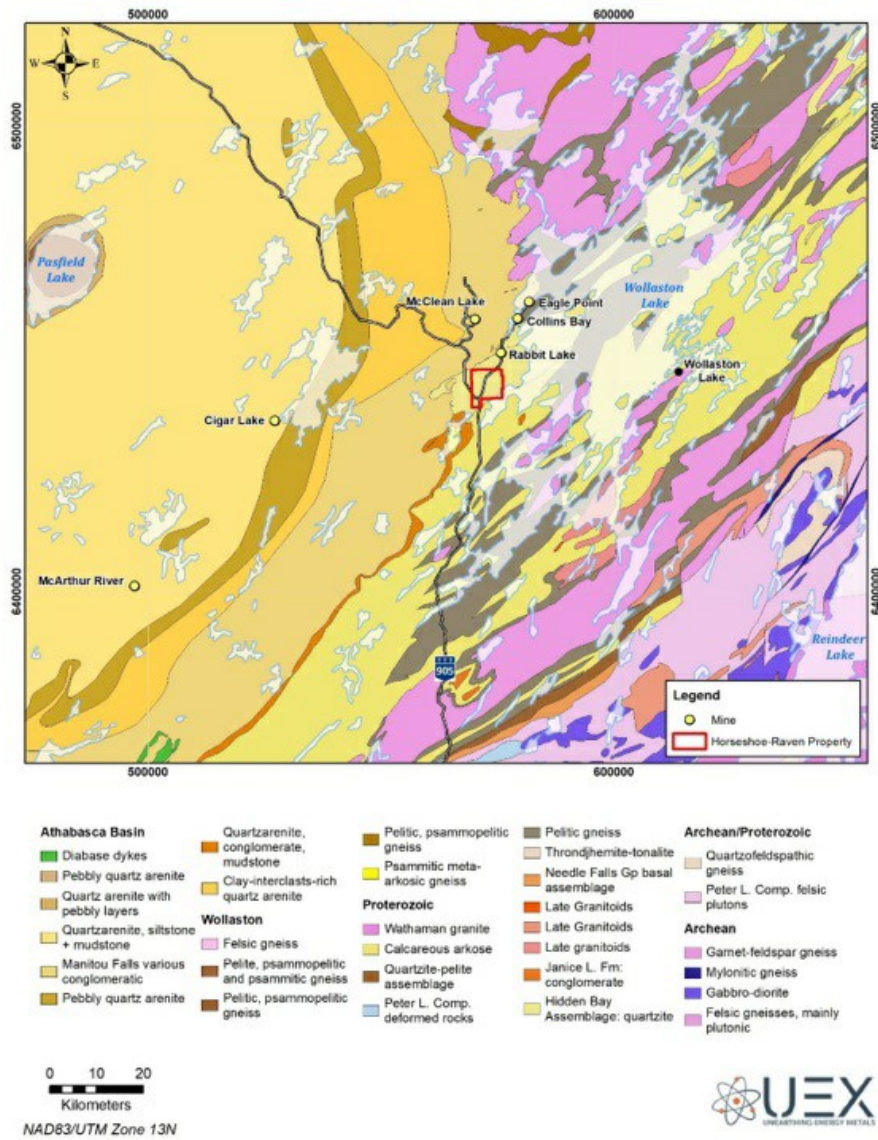 500000
600000
N
W
E
S
6500000
6500000
Pasfield
Lake
McClean Lake
Eagle Point
Collins Bay
Wollaston
Lake
Rabbit Lake
Wollaston
Lake
Cigar Lake
McArthur River
6400000
6400000
Reindeer
Lake
905
Legend
Mine
Horseshoe-Raven Property
500000
600000
Athabasca Basin
Diabase dykes
Pebbly quartz arenite
Quartz arenite with
pebbly layers
Quartzarenite, siltstone
+ mudstone
Manitou Falls various
conglomeratic
Pebbly quartz arenite
Quartzarenite,
conglomerate,
mudstone
Clay-interclasts-rich
quartz arenite
Wollaston
Felsic gneiss
Pelite, psammopelitic
and psammitic gneiss
Pelitic, psammopelitic
gneiss
Pelitic, psammopelitic
gneiss
Psammitic meta-
arkosic gneiss
Proterozoic
Wathaman granite
Calcareous arkose
Quartzite-pelite
assemblage
Peter L. Comp.
deformed rocks
Pelitic gneiss
Throndjhemite-tonalite
Needle Falls Gp basal
assemblage
Late Granitoids
Late Granitoids
Late granitoids
Janice L. Fm:
conglomerate
Hidden Bay
Assemblage: quartzite
Archean/Proterozoic
Quartzofeldspathic
gneiss
Peter L. Comp. felsic
plutons
Archean
Garnet-feldspar gneiss
Mylonitic gneiss
Gabbro-diorite
Felsic gneisses, mainly
plutonic
0 10 20
Kilometers
NAD83/UTM Zone 13N
UEX
UNEARTHING ENERGY METALS